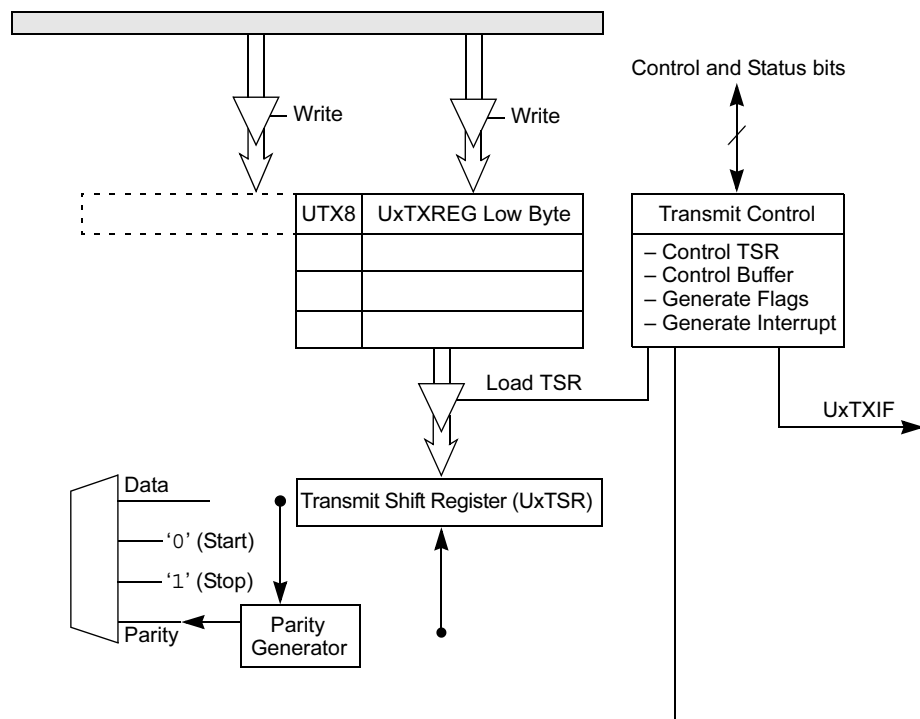 Control and Status bits
Write
Write
UTX8
UxTXREG Low Byte
Transmit Control
– Control TSR
– Control Buffer
– Generate Flags
– Generate Interrupt
Load TSR
UxTXIF
Data
Transmit Shift Register (UxTSR)
‘0’ (Start)
‘1’ (Stop)
Parity
Parity
Generator